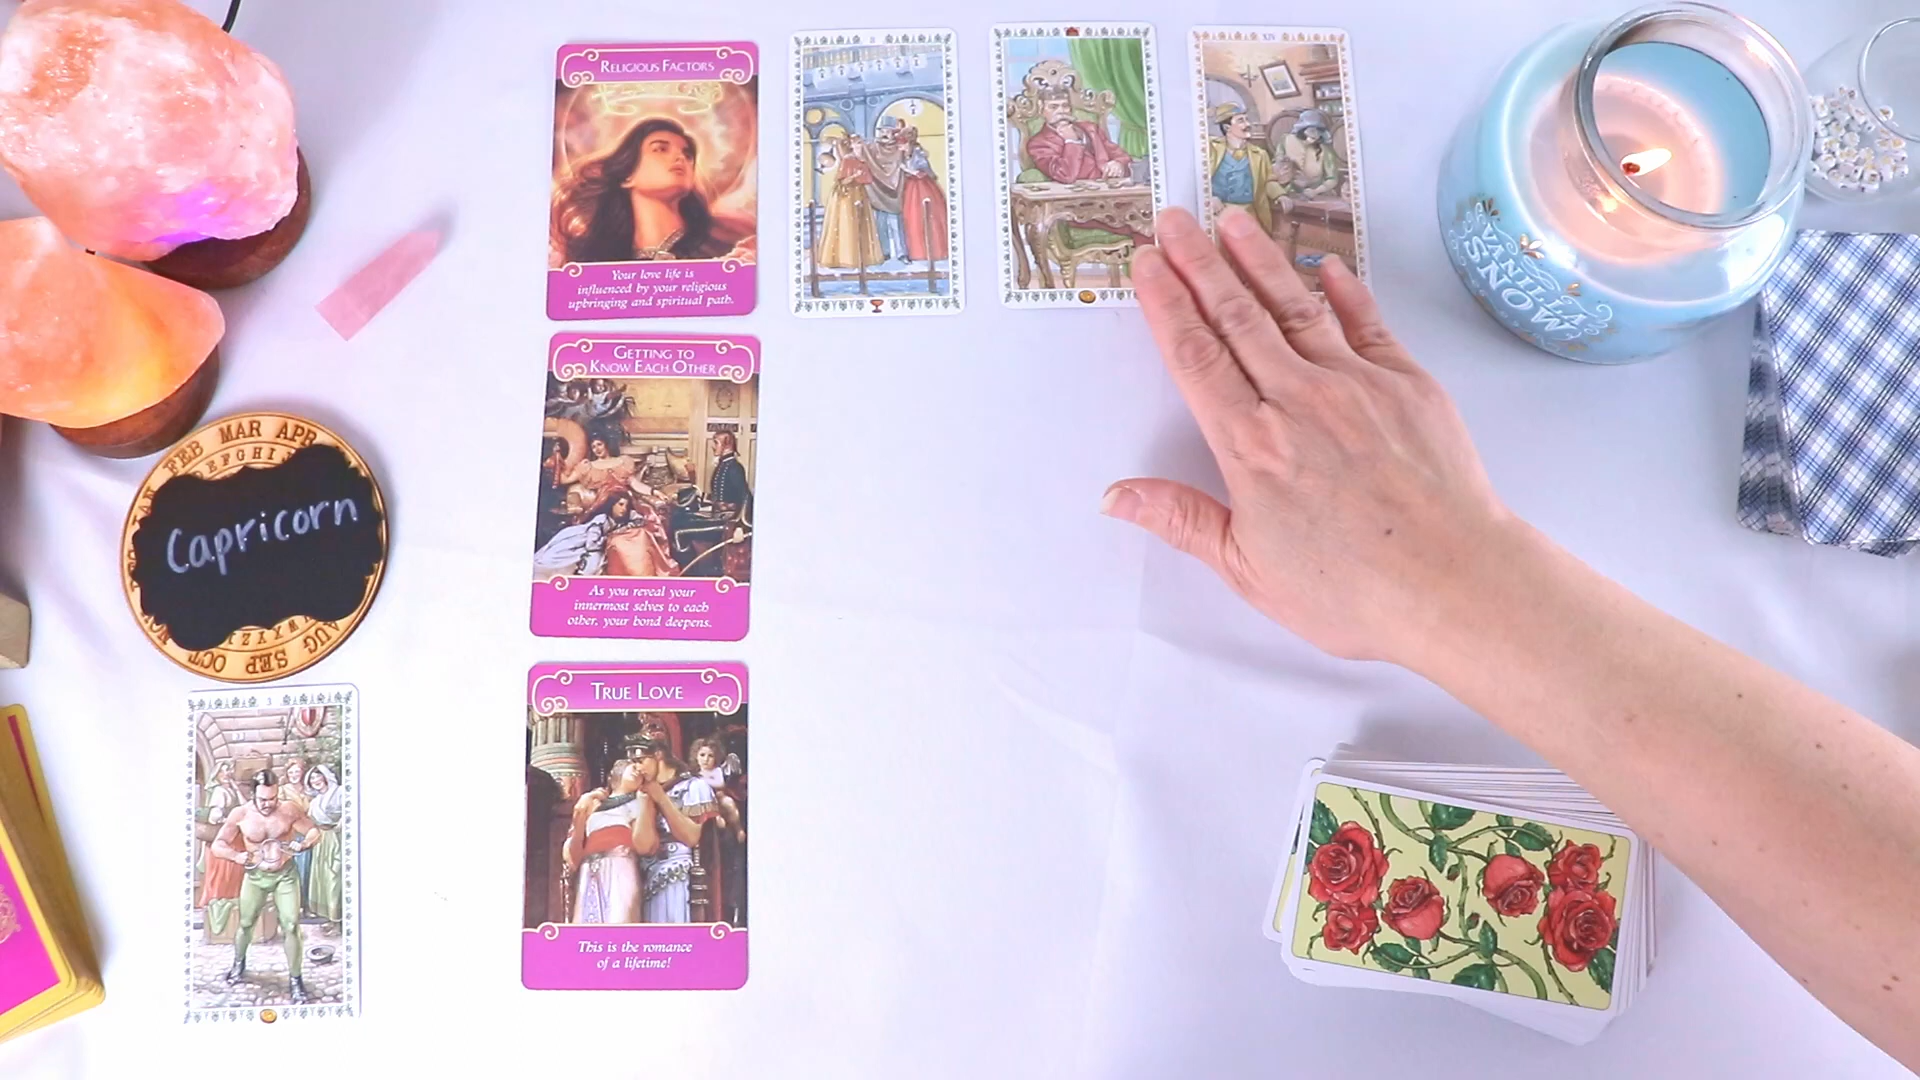 RELIGIOUS FACTORS
Your love life is
influenced by your religious
upbringing and spiritual path.
XIV
GETTING TO
KNOW EACH OTHER
As you reveal your
innermost selves to each
other, your bond deepens.
TRUE LOVE
This is the romance
of a lifetime!
FEB MAR APR
Capricorn
AUG SEP OCT
3